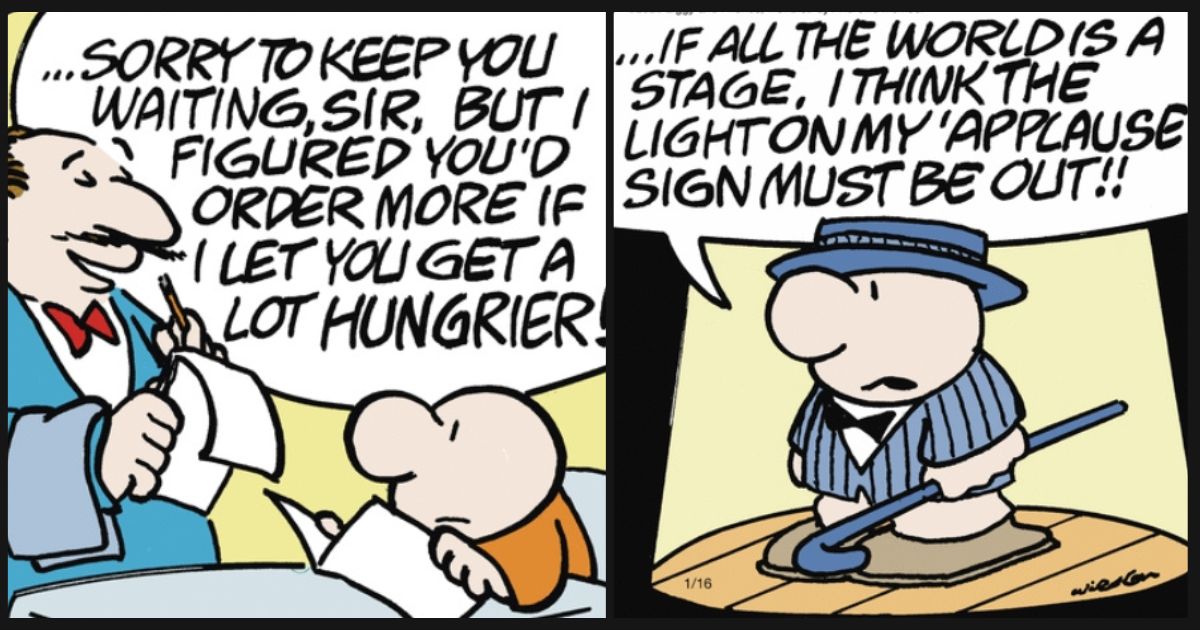 ...SORRY TO KEEP YOU
WAITING, SIR, BUT I
FIGURED YOU'D
ORDER MORE IF
I LET YOU GET A
LOT HUNGRIER!
...IF ALL THE WORLD IS A
STAGE, I THINK THE
LIGHT ON MY 'APPLAUSE
SIGN MUST BE OUT!!
1/16
WILSON